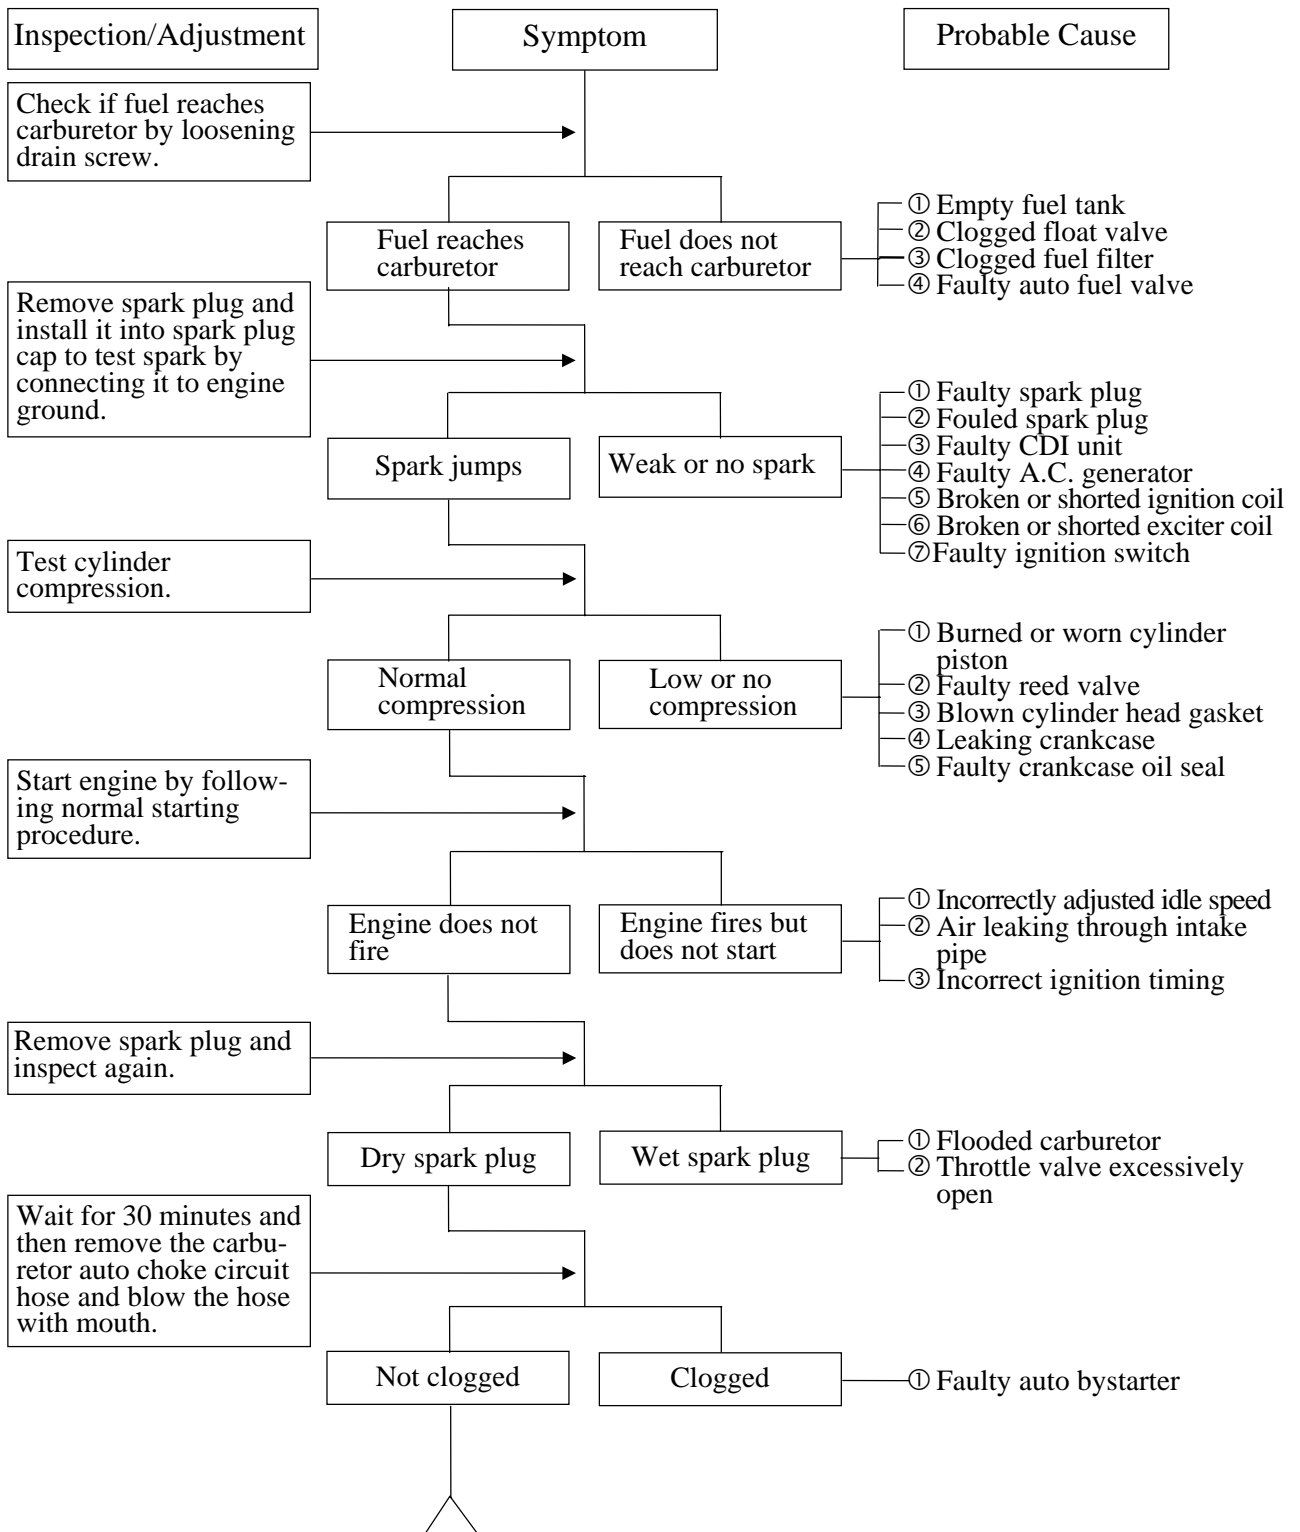 Inspection/Adjustment
Symptom
Probable Cause
Check if fuel reaches
carburetor by loosening
drain screw.
Fuel reaches
carburetor
Fuel does not
reach carburetor
① Empty fuel tank
② Clogged float valve
③ Clogged fuel filter
④ Faulty auto fuel valve
Remove spark plug and
install it into spark plug
cap to test spark by
connecting it to engine
ground.
Spark jumps
Weak or no spark
① Faulty spark plug
② Fouled spark plug
③ Faulty CDI unit
④ Faulty A.C. generator
⑤ Broken or shorted ignition coil
⑥ Broken or shorted exciter coil
⑦Faulty ignition switch
Test cylinder
compression.
Normal
compression
Low or no
compression
① Burned or worn cylinder
piston
② Faulty reed valve
③ Blown cylinder head gasket
④ Leaking crankcase
⑤ Faulty crankcase oil seal
Start engine by follow-
ing normal starting
procedure.
Engine does not
fire
Engine fires but
does not start
① Incorrectly adjusted idle speed
② Air leaking through intake
pipe
③ Incorrect ignition timing
Remove spark plug and
inspect again.
Dry spark plug
Wet spark plug
① Flooded carburetor
② Throttle valve excessively
open
Wait for 30 minutes and
then remove the carbu-
retor auto choke circuit
hose and blow the hose
with mouth.
Not clogged
Clogged
① Faulty auto bystarter